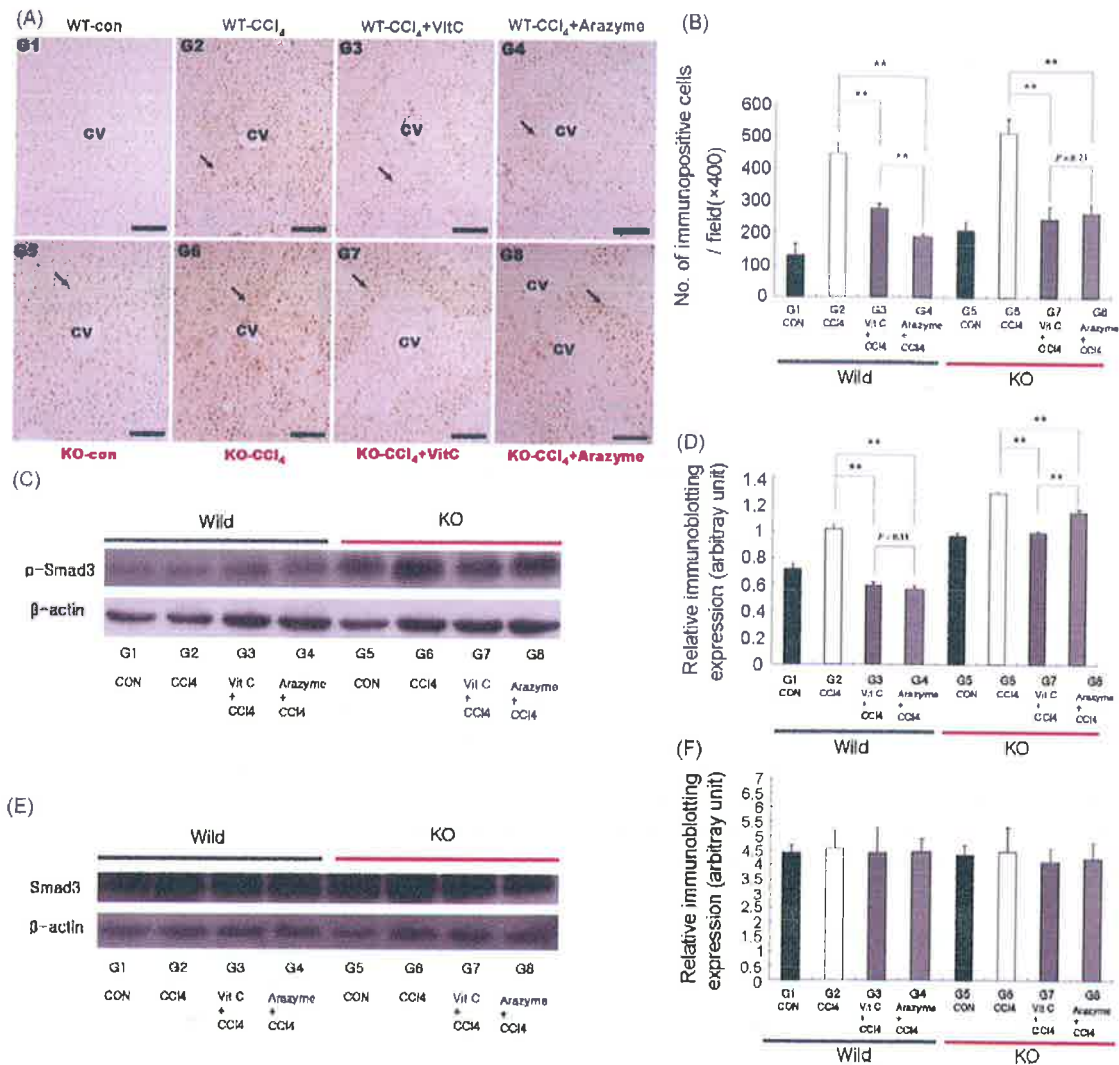 (A)
WT-con WT-CCl₄ WT-CCl₄+VitC WT-CCl₄+Arazyme
G1 G2 G3 G4
CV CV CV CV
G5 G6 G7 G8
CV
CV CV CV CV
KO-con KO-CCl₄ KO-CCl₄+VitC KO-CCl₄+Arazyme
(B)
No. of immunopositive cells
/ field(×400)
600
500
400
300
200
100
0
** ** ** ** **
G1 G2 G3 G4 G5 G6 G7 G8
CON CCl4 Vit C + CCl4 Arazyme + CCl4 CON CCl4 Vit C + CCl4 Arazyme + CCl4
Wild KO
(C)
Wild KO
p-Smad3
β-actin
G1 G2 G3 G4 G5 G6 G7 G8
CON CCl4 Vit C + CCl4 Arazyme + CCl4 CON CCl4 Vit C + CCl4 Arazyme + CCl4
(D)
Relative immunoblotting
expression (arbitray unit)
1.4
1.2
1
0.8
0.6
0.4
0.2
0
** ** ** ** **
G1 G2 G3 G4 G5 G7
CON CCl4 Vit C + CCl4 Arazyme + CCl4 CON CCl4 Vit C + CCl4 Arazyme + CCl4
Wild KO
(E)
Wild KO
Smad3
β-actin
G1 G2 G3 G4 G5 G6 G7 G8
CON CCl4 Vit C + CCl4 Arazyme + CCl4 CON CCl4 Vit C + CCl4 Arazyme + CCl4
(F)
Relative immunoblotting
expression (arbitray unit)
7
6.5
6
5.5
5
4.5
4
3.5
3
2.5
2
1.5
1
0.5
G1 G2 G3 G4 G5 G6 G7 G8
CON CCl4 Vit C + CCl4 Arazyme + CCl4 CON CCl4 Vit C + CCl4 Arazyme + CCl4
Wild KO